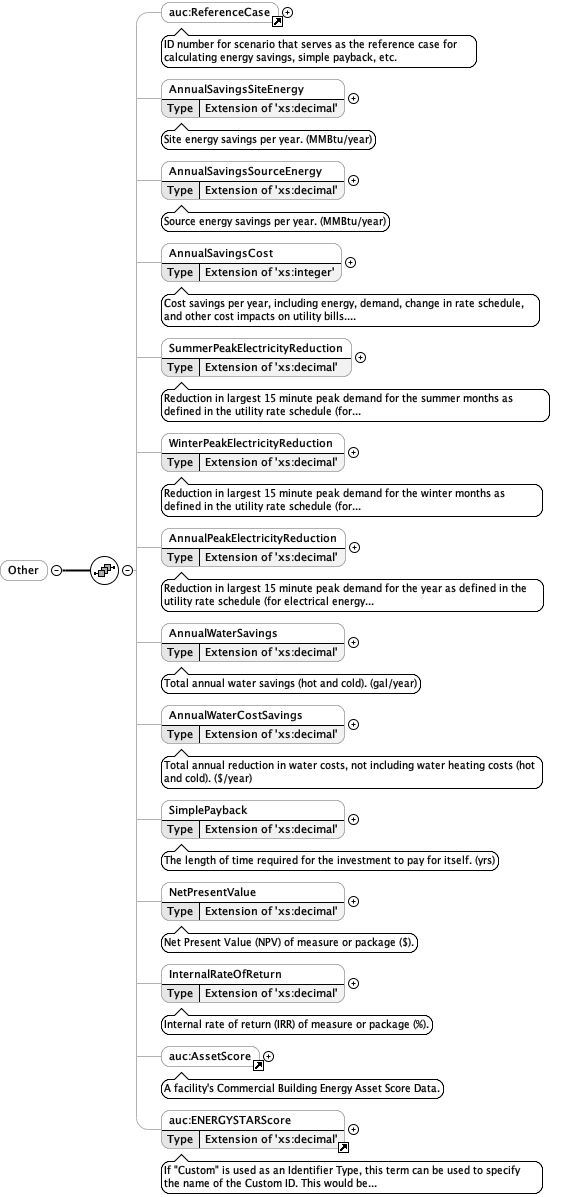 auc:ReferenceCase
ID number for scenario that serves as the reference case for
calculating energy savings, simple payback, etc.
AnnualSavingsSiteEnergy
Type Extension of 'xs:decimal'
Site energy savings per year. (MMBtu/year)
AnnualSavingsSourceEnergy
Type Extension of 'xs:decimal'
Source energy savings per year. (MMBtu/year)
AnnualSavingsCost
Type Extension of 'xs:integer'
Cost savings per year, including energy, demand, change in rate schedule,
and other cost impacts on utility bills....
SummerPeakElectricityReduction
Type Extension of 'xs:decimal'
Reduction in largest 15 minute peak demand for the summer months as
defined in the utility rate schedule (for...
WinterPeakElectricityReduction
Type Extension of 'xs:decimal'
Reduction in largest 15 minute peak demand for the winter months as
defined in the utility rate schedule (for...
AnnualPeakElectricityReduction
Type Extension of 'xs:decimal'
Other
Reduction in largest 15 minute peak demand for the year as defined in the
utility rate schedule (for electrical energy...
AnnualWaterSavings
Type Extension of 'xs:decimal'
Total annual water savings (hot and cold). (gal/year)
AnnualWaterCostSavings
Type Extension of 'xs:decimal'
Total annual reduction in water costs, not including water heating costs (hot
and cold). ($/year)
SimplePayback
Type Extension of 'xs:decimal'
The length of time required for the investment to pay for itself. (yrs)
NetPresentValue
Type Extension of 'xs:decimal'
Net Present Value (NPV) of measure or package ($).
InternalRateOfReturn
Type Extension of 'xs:decimal'
Internal rate of return (IRR) of measure or package (%).
auc:AssetScore
A facility's Commercial Building Energy Asset Score Data.
auc:ENERGYSTARScore
Type Extension of 'xs:decimal'
If "Custom" is used as an Identifier Type, this term can be used to specify
the name of the Custom ID. This would be...